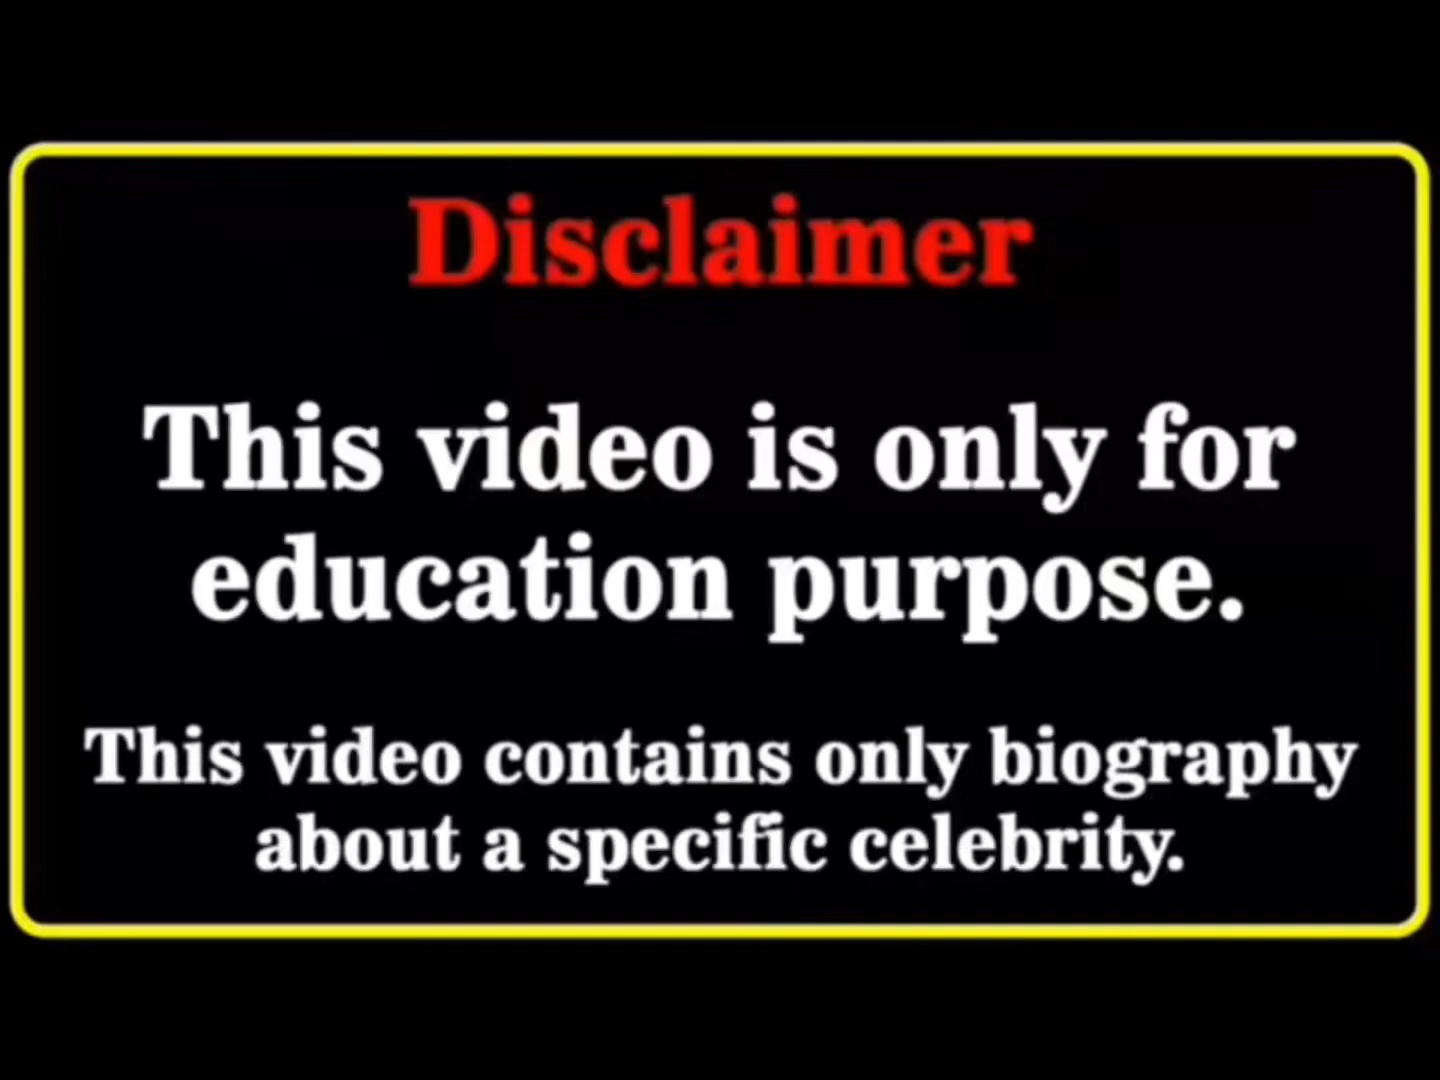 Disclaimer
This video is only for
education purpose.
This video contains only biography
about a specific celebrity.